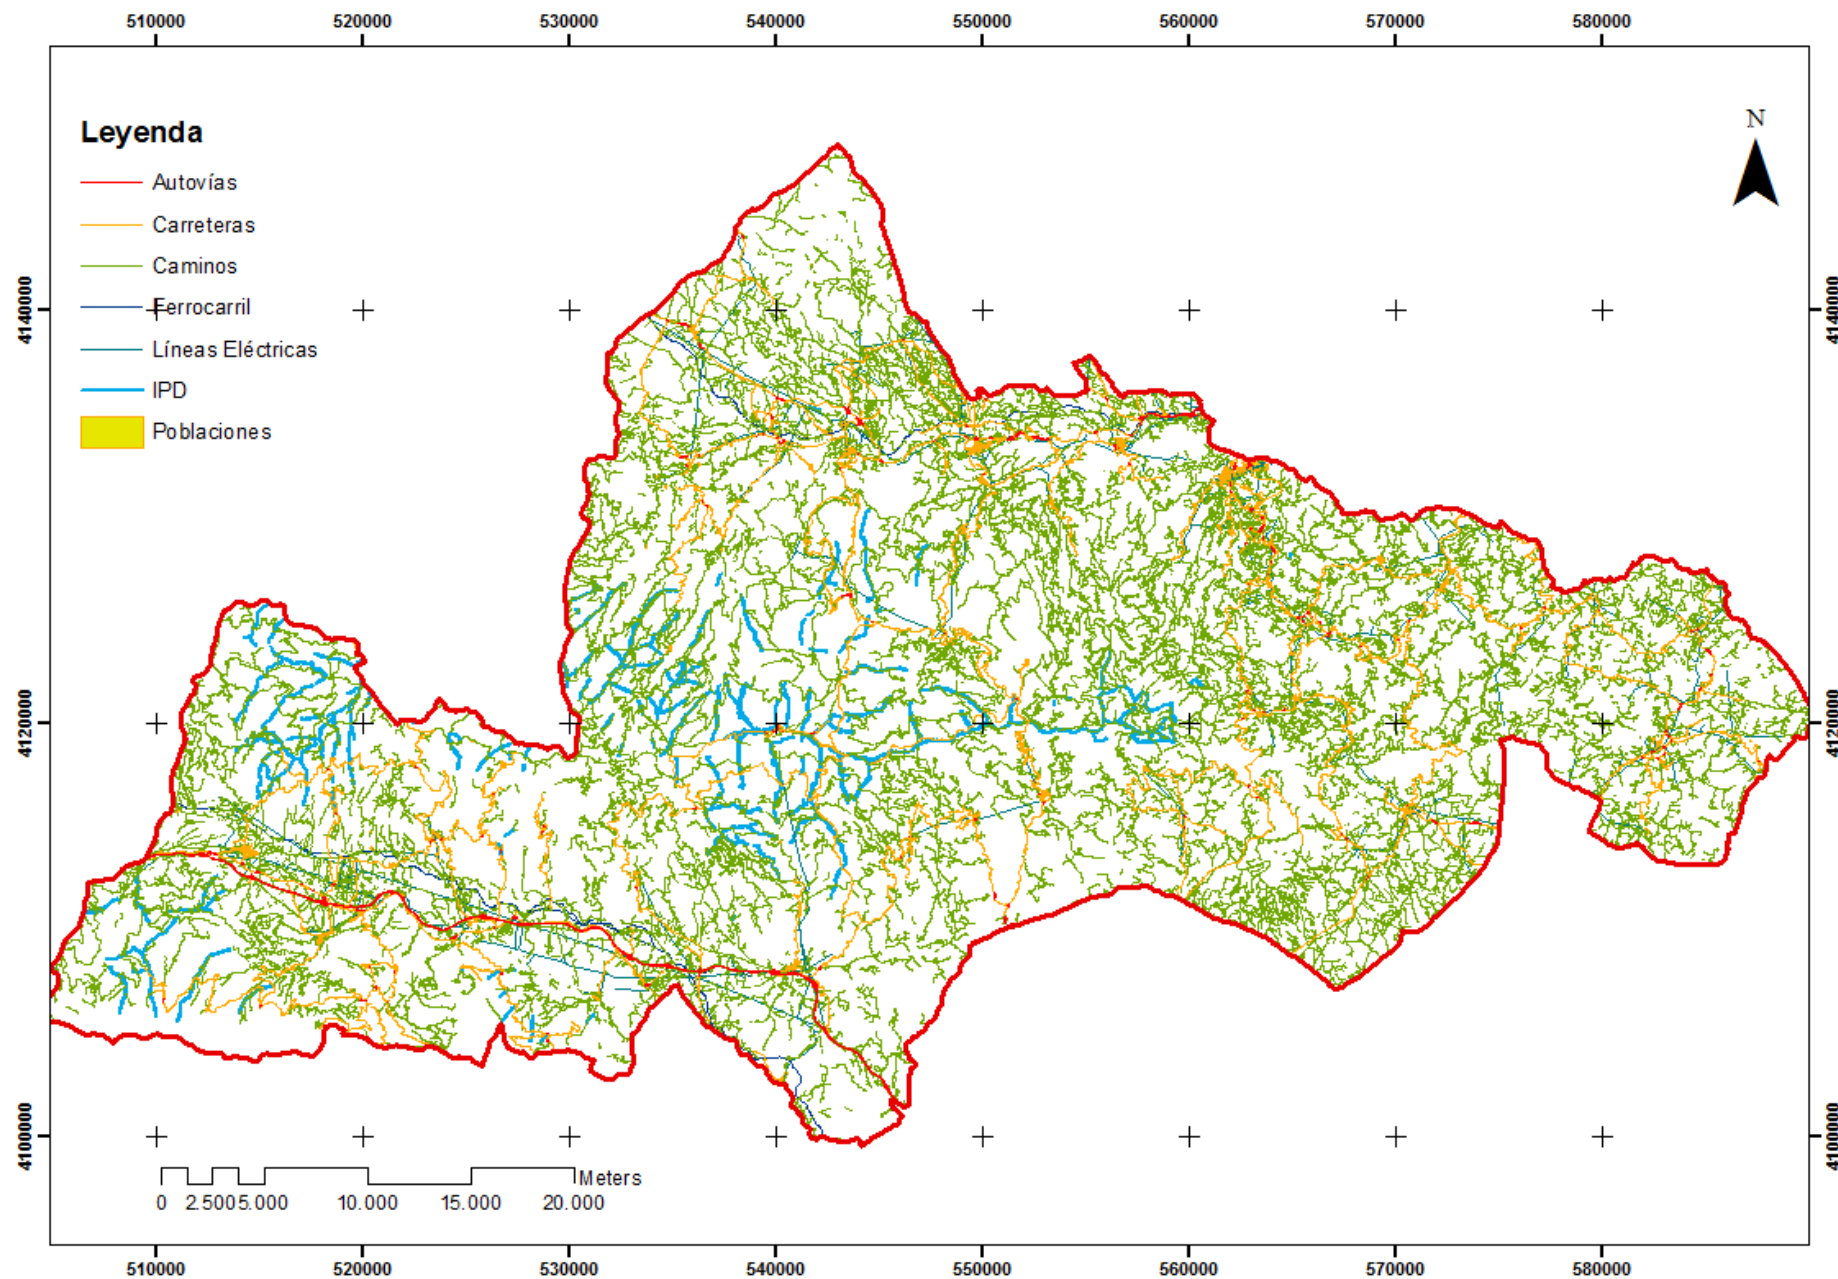 510000 520000 530000 540000 550000 560000 570000 580000
Leyenda
N
Autovías
Carreteras
Caminos
4140000 Ferrocarril 4140000
Líneas Eléctricas
IPD
Poblaciones
4120000 4120000
4100000 4100000
Meters
0 2.500 5.000 10.000 15.000 20.000
510000 520000 530000 540000 550000 560000 570000 580000